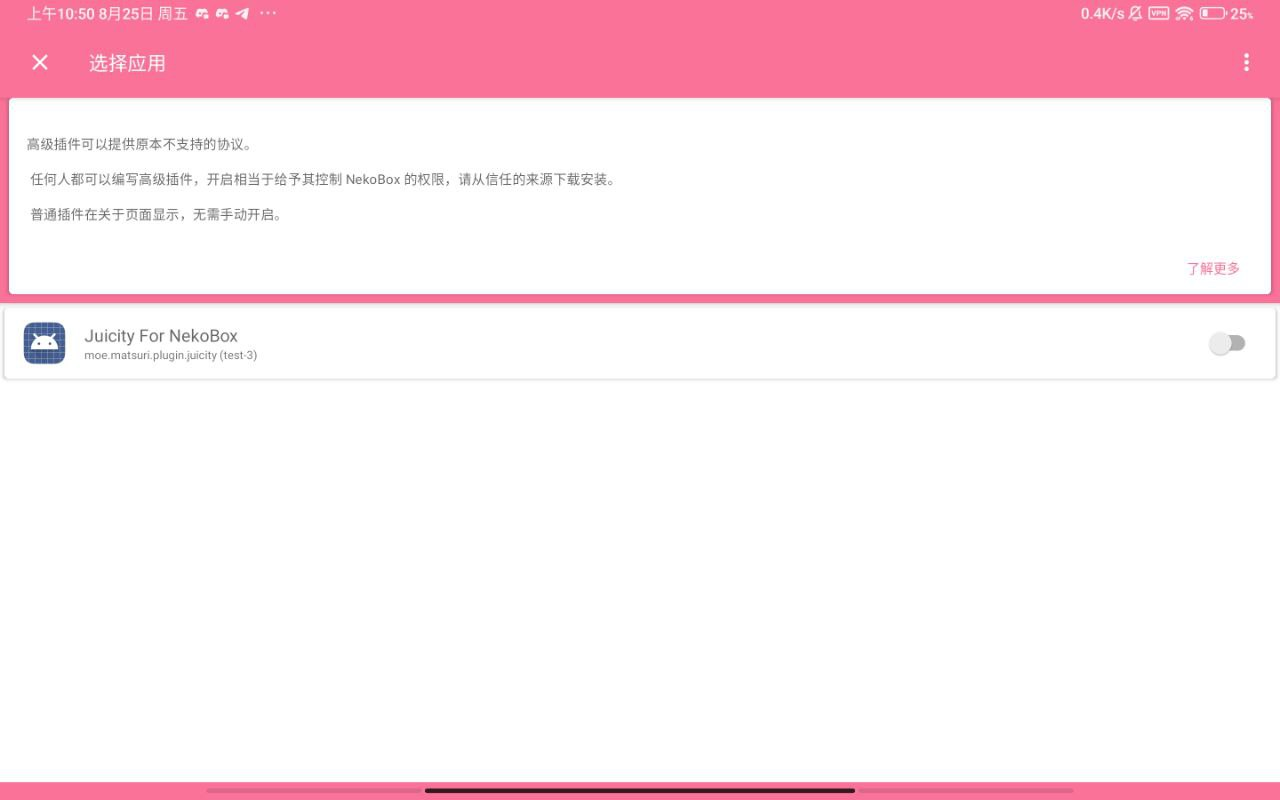 上午10:50 8月25日 周五 ··· 0.4K/s VPN 25%
选择应用
高级插件可以提供原本不支持的协议。
任何人都可以编写高级插件，开启相当于给予其控制 NekoBox 的权限，请从信任的来源下载安装。
普通插件在关于页面显示，无需手动开启。
了解更多
Juicity For NekoBox
moe.matsuri.plugin.juicity (test-3)